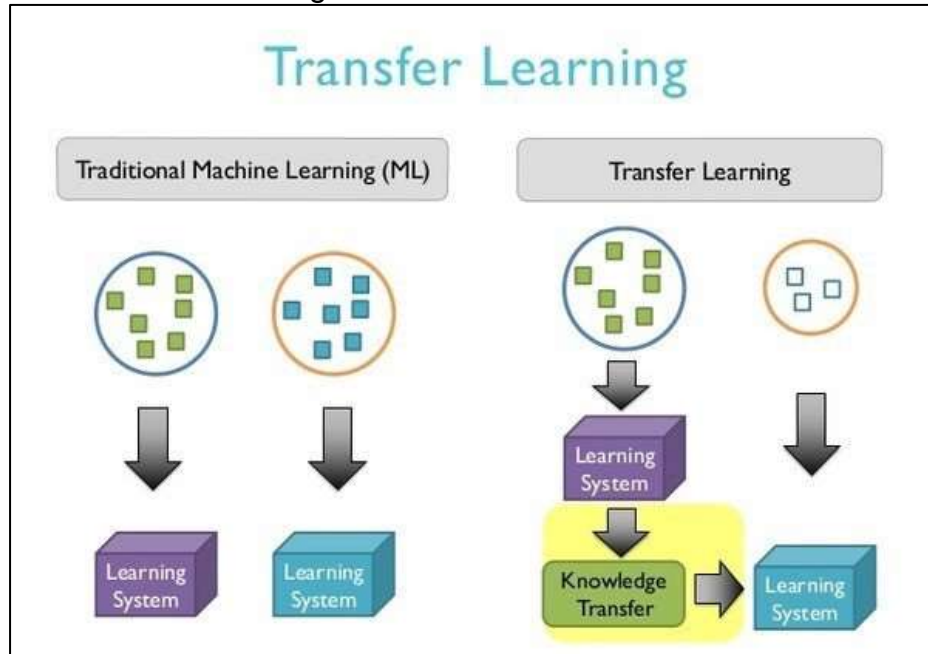 Transfer Learning
Traditional Machine Learning (ML)
Transfer Learning
Learning
System
Learning
System
Learning
System
Knowledge
Transfer
Learning
System